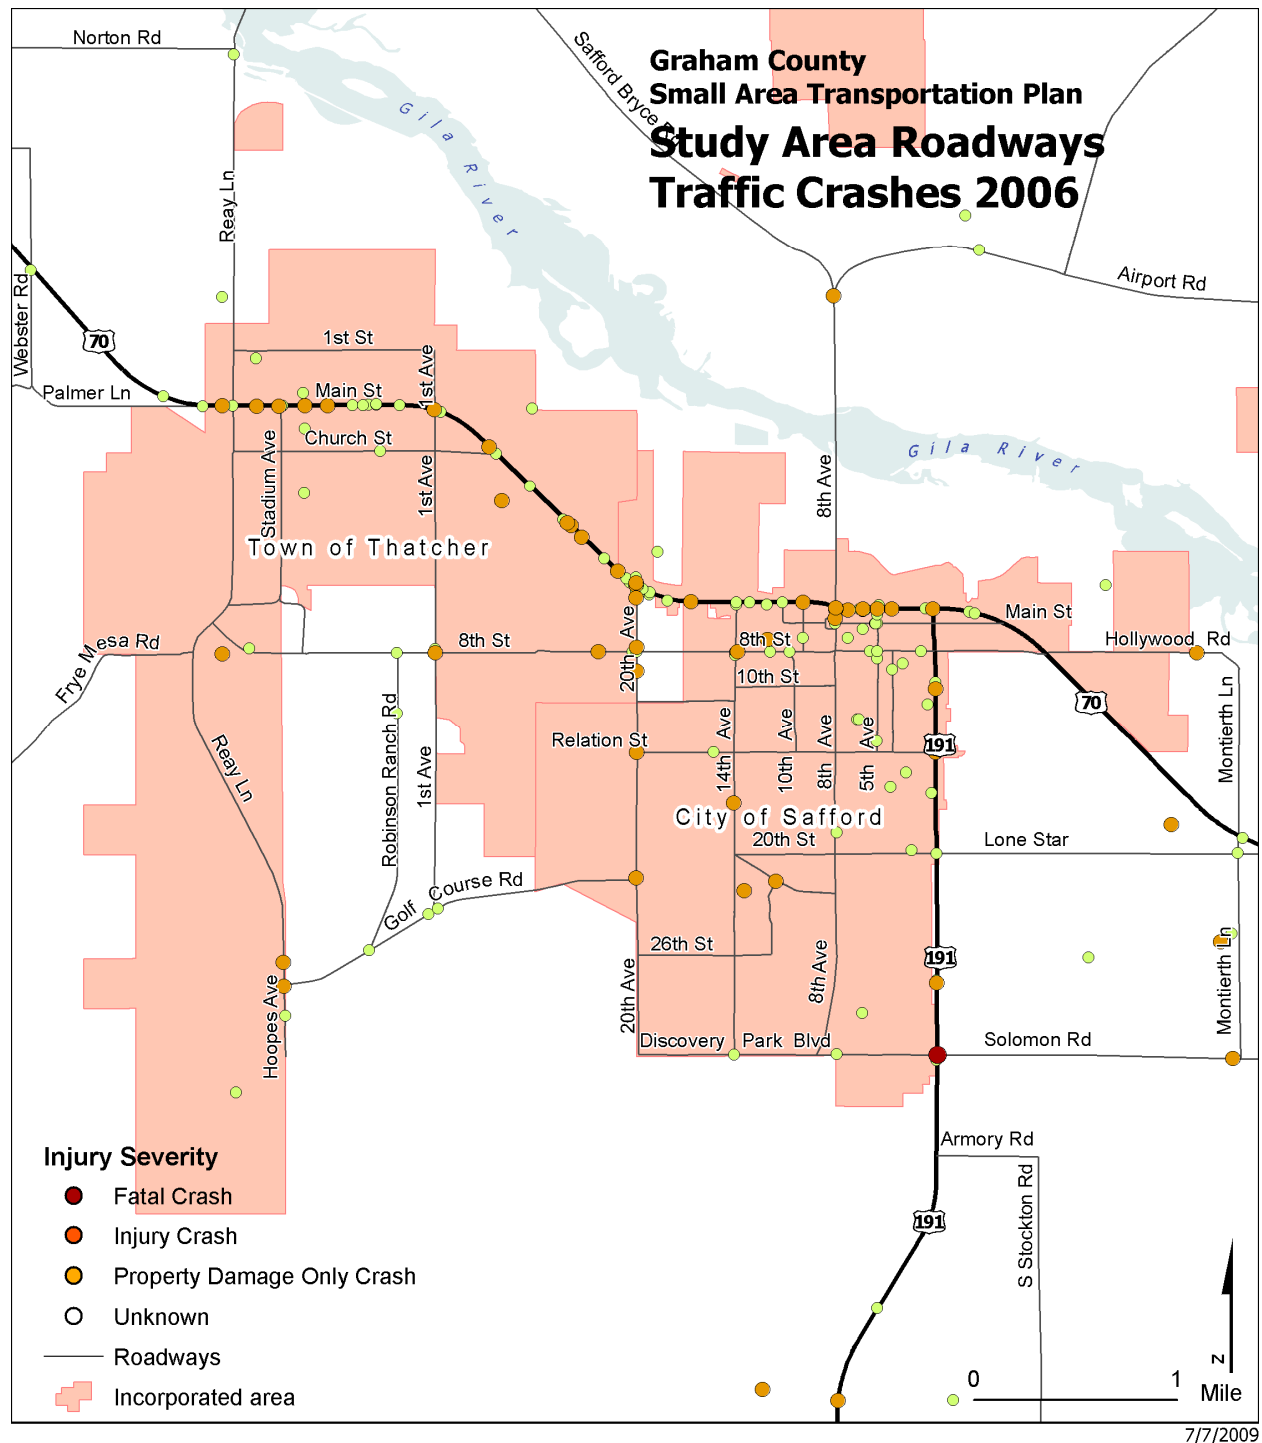 Norton Rd
Safford Bryce Rd
Graham County
Small Area Transportation Plan
Study Area Roadways
Traffic Crashes 2006
Gila River
Reay Ln
Airport Rd
Webster Rd
70
1st St
1st Ave
Palmer Ln
Main St
Church St
Stadium Ave
1st Ave
8th Ave
Gila River
Town of Thatcher
Main St
Frye Mesa Rd
8th St
20th Ave
8th St
Hollywood Rd
10th St
Montierth Ln
70
Reay Ln
Robinson Ranch Rd
1st Ave
Relation St
14th Ave
10th Ave
8th Ave
5th Ave
191
City of Safford
20th St
Lone Star
Golf Course Rd
26th St
8th Ave
191
Montierth Ln
Hoopes Ave
20th Ave
Discovery Park Blvd
Solomon Rd
Armory Rd
S Stockton Rd
191
Injury Severity
Fatal Crash
Injury Crash
Property Damage Only Crash
Unknown
Roadways
Incorporated area
N
0 1
Mile
7/7/2009